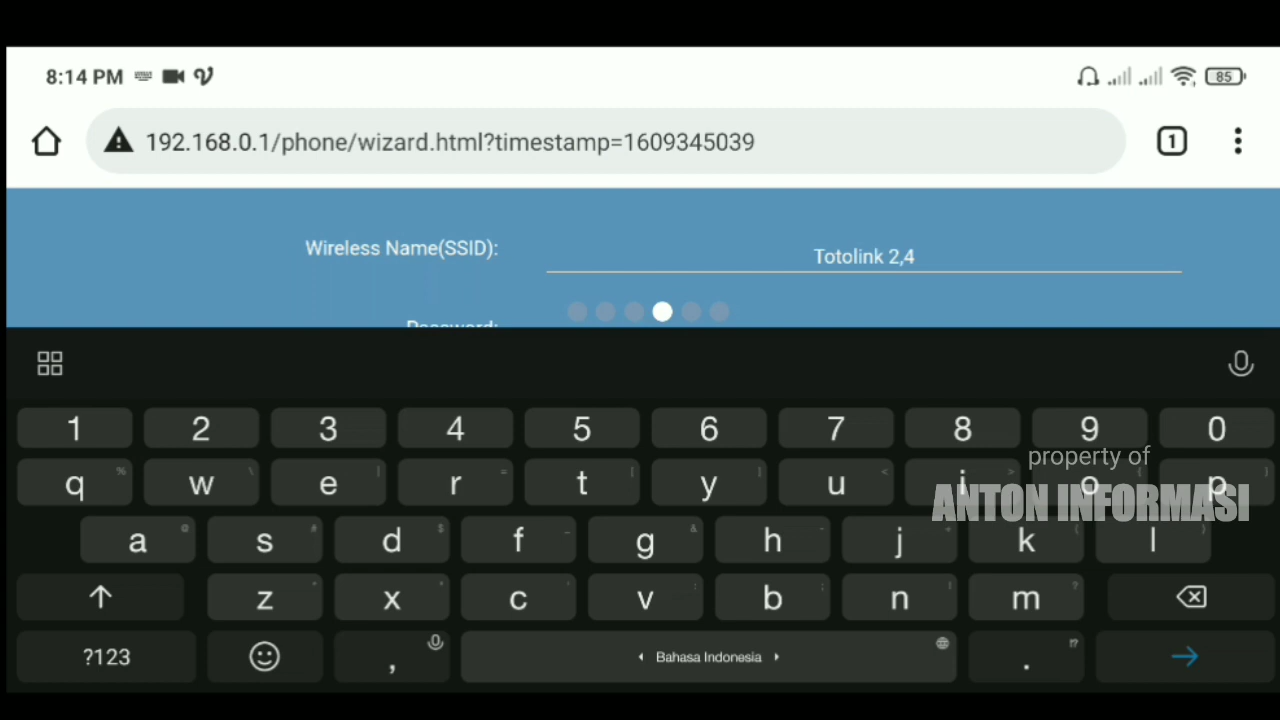 8:14 PM
85
192.168.0.1/phone/wizard.html?timestamp=1609345039
1
Wireless Name(SSID):
Totolink 2,4
Password:
1 2 3 4 5 6 7 8 9 0
property of
q w e r t y u i o p
ANTON INFORMASI
a s d f g h j k l
z x c v b n m
?123 , Bahasa Indonesia .